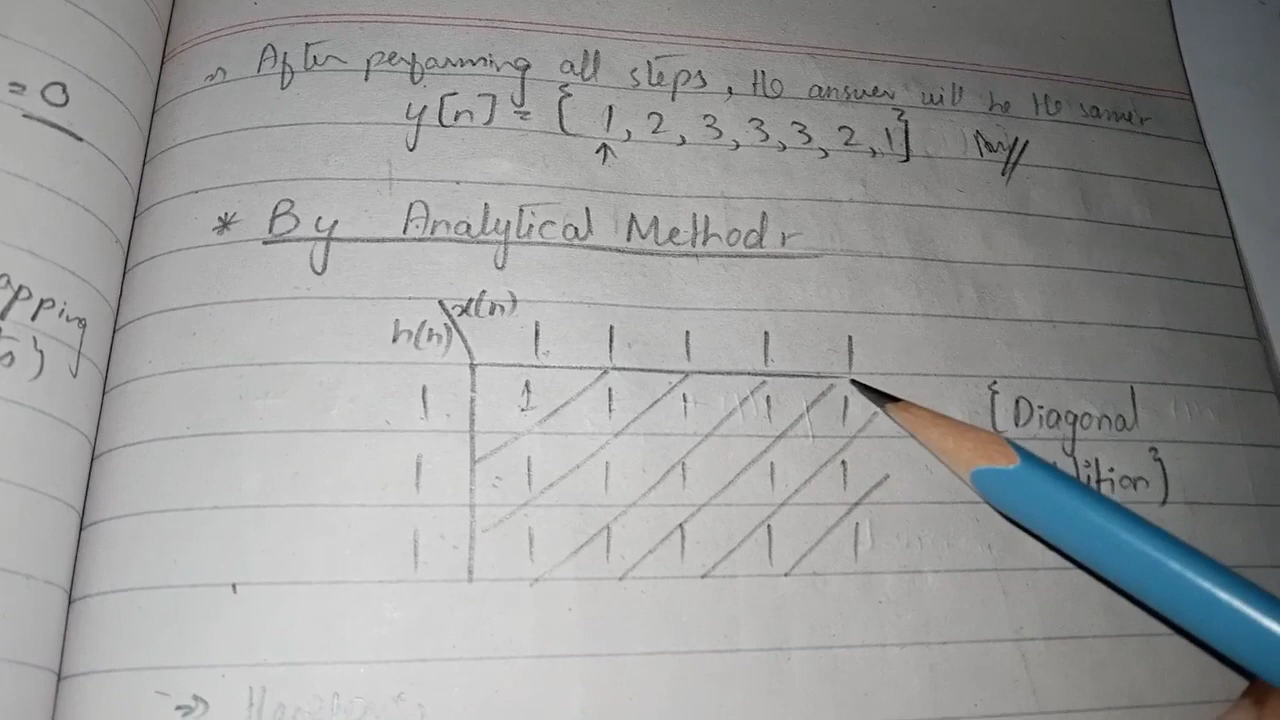 = 0
⇒ After performing all steps, the answer will be the same:-
y[n] = { 1, 2, 3, 3, 3, 2, 1} Ans//
↑
* By Analytical Method:-
apping
x(n)
h(n) 1 1 1 1 1
1 1 1 1 1 1 {Diagonal
1 1 1 1 1 1 dition}
1 1 1 1 1 1
⇒